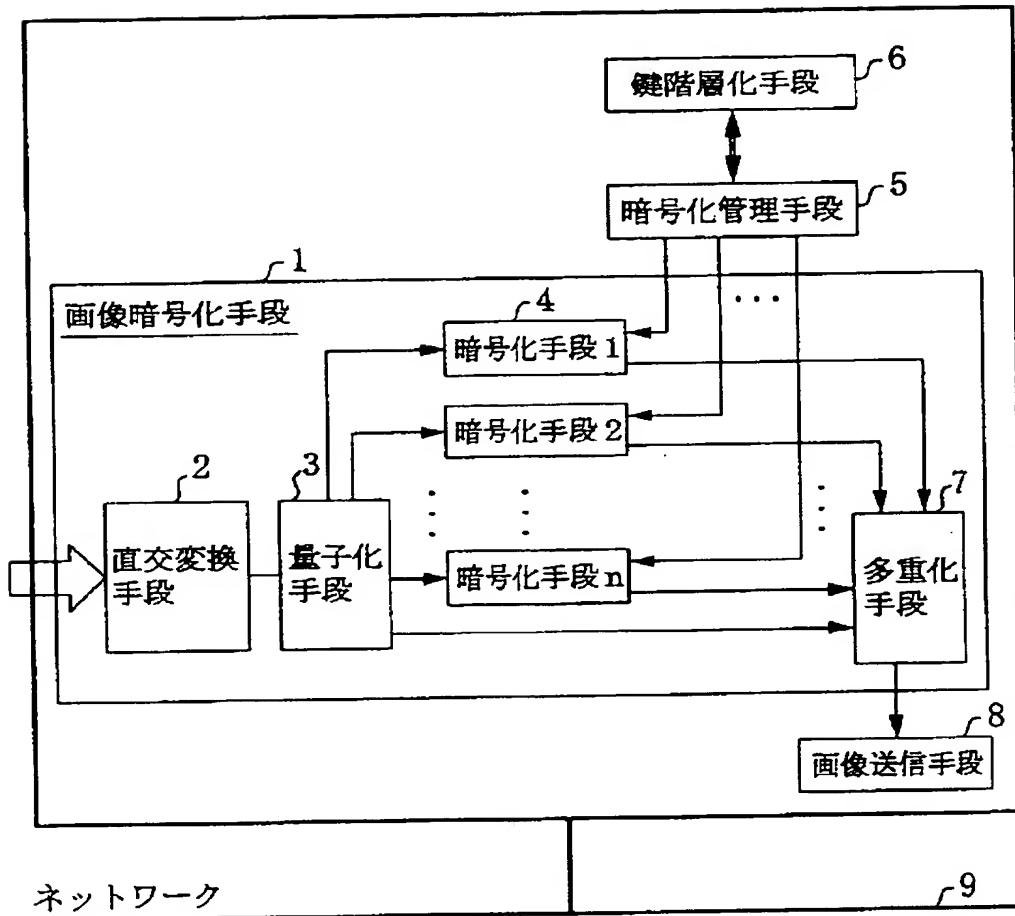 6
鍵階層化手段
5
暗号化管理手段
1
画像暗号化手段
...
4
暗号化手段1
暗号化手段2
2
3
7
直交変換
手段
量子化
手段
暗号化手段n
多重化
手段
8
画像送信手段
ネットワーク
9